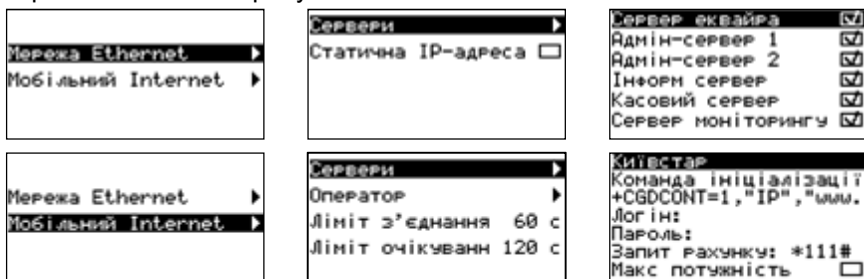 Мережа Ethernet
Мобільний Internet
Сервери
Статична IP-адреса
Сервер еквайра
Адмін-сервер 1
Адмін-сервер 2
Інформ сервер
Касовий сервер
Сервер моніторингу
Мережа Ethernet
Мобільний Internet
Сервери
Оператор
Ліміт з'єднання 60 с
Ліміт очікуванн 120 с
Київстар
Команда ініціалізації
+CGDCONT=1,"IP","www.
Логін:
Пароль:
Запит рахунку: *111#
Макс потужність